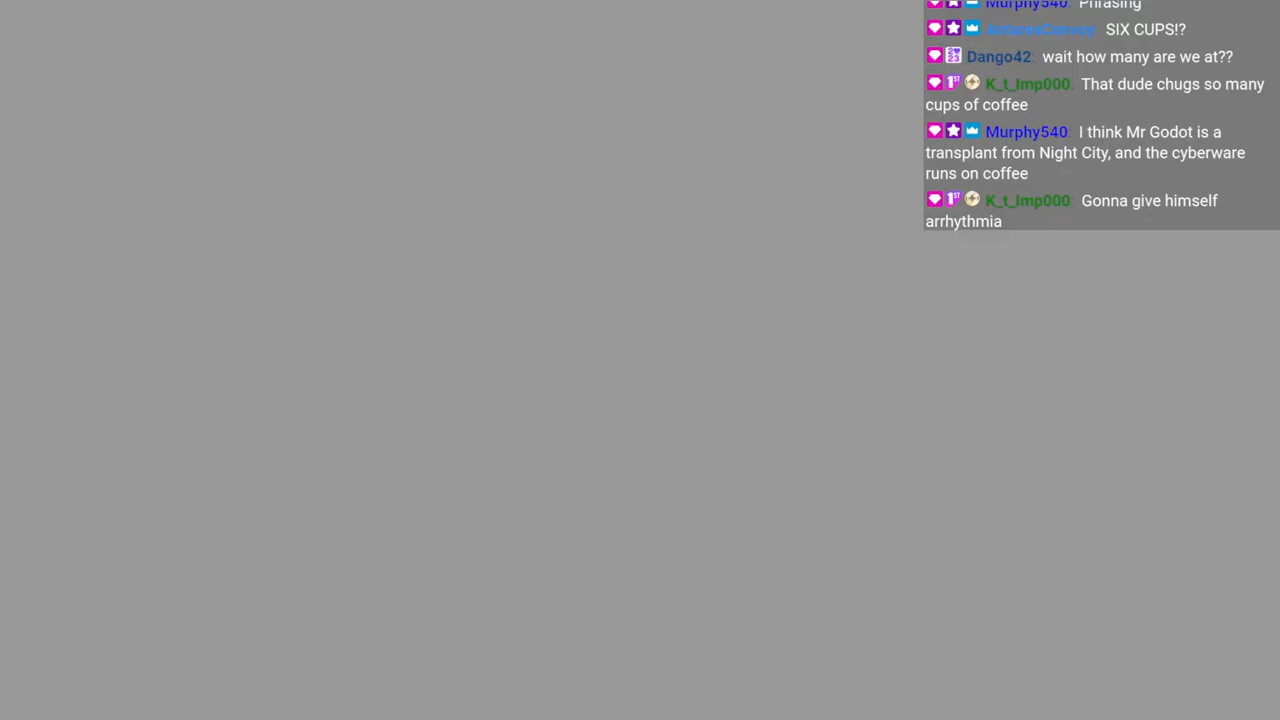 Murphy540: Phrasing
AntaresConvoy: SIX CUPS!?
Dango42: wait how many are we at??
K_t_Imp000: That dude chugs so many
cups of coffee
Murphy540: I think Mr Godot is a
transplant from Night City, and the cyberware
runs on coffee
K_t_Imp000: Gonna give himself
arrhythmia